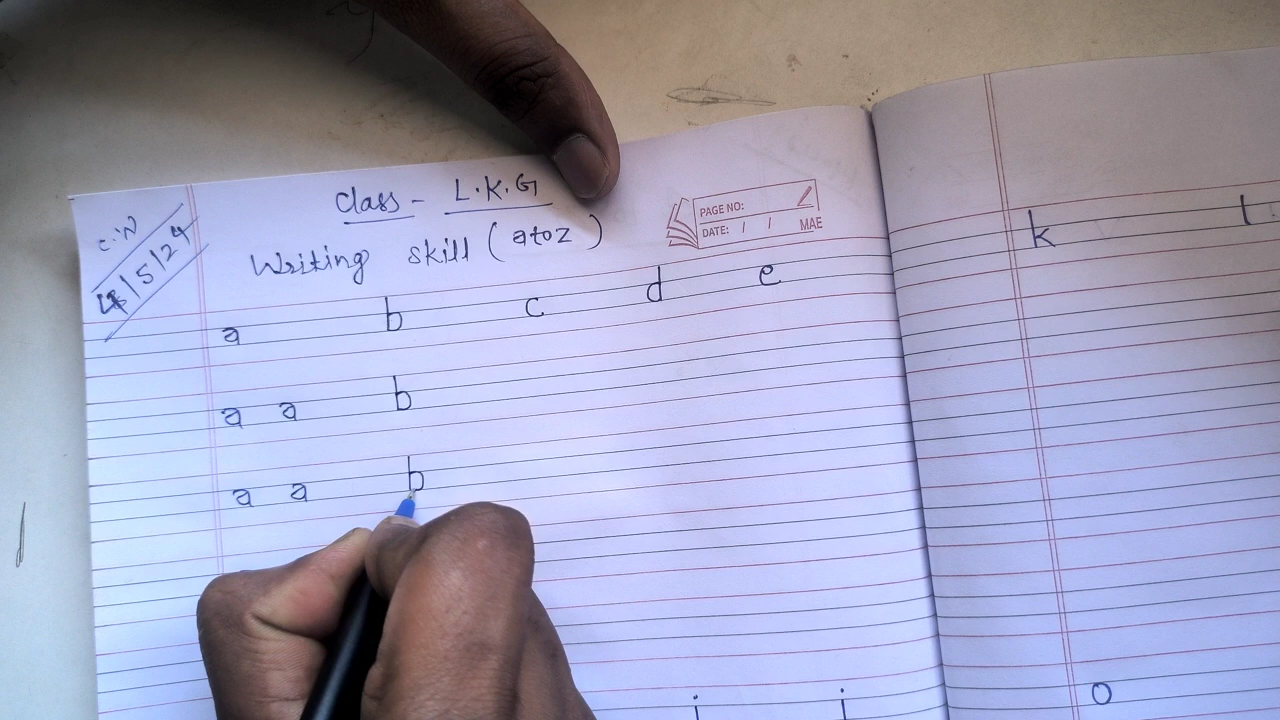 Class - L.K.G
C.W
4/5/24
Writing skill (a to z)
PAGE NO:
DATE: / / MAE
a b c d e
a a b
a a b
i j
k l
o